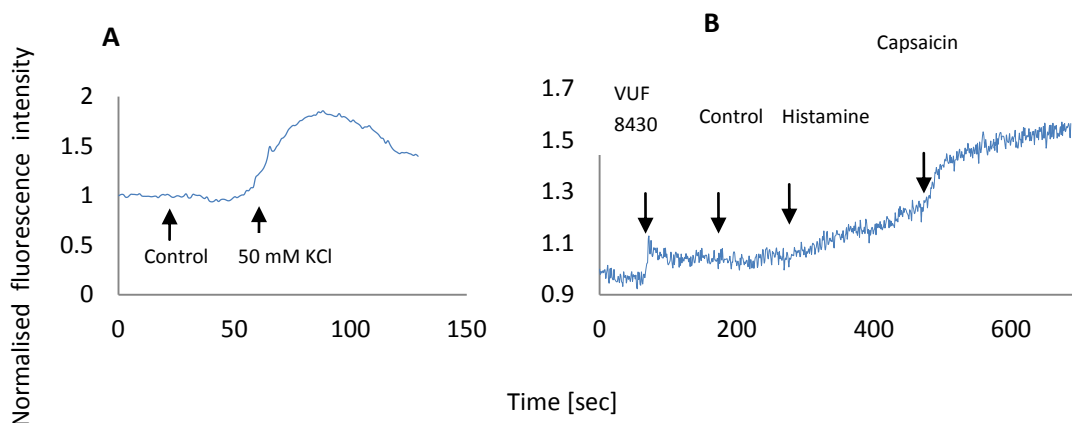 Normalised fluorescence intensity
A
2
1.5
1
0.5
0
Control
50 mM KCl
0
50
100
150
B
Capsaicin
VUF
8430
Control
Histamine
1.7
1.5
1.3
1.1
0.9
0
200
400
600
Time [sec]